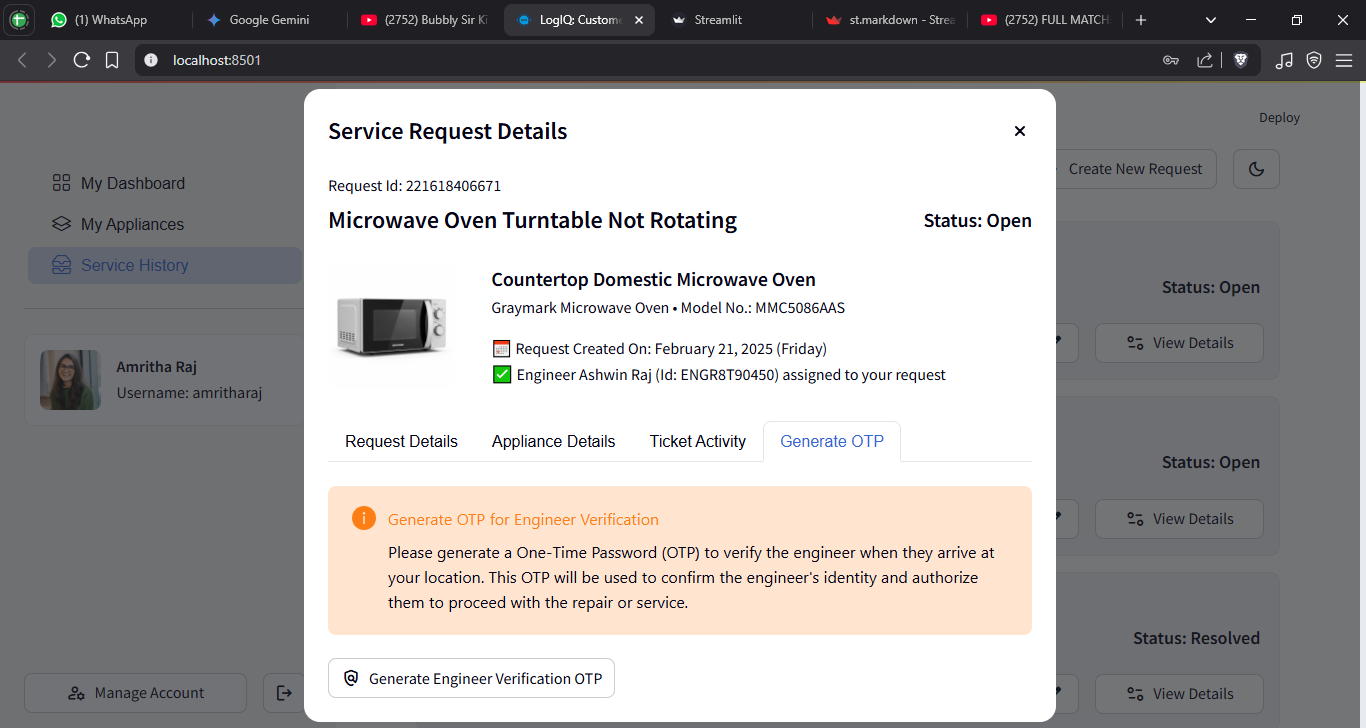 (1) WhatsApp
Google Gemini
(2752) Bubbly Sir Ki
LogIQ: Custome
Streamlit
st.markdown - Strea
(2752) FULL MATCH
localhost:8501
Deploy
My Dashboard
My Appliances
Service History
Amritha Raj
Username: amritharaj
Manage Account
Create New Request
Status: Open
View Details
Status: Open
View Details
Status: Resolved
View Details
Service Request Details
Request Id: 221618406671
Microwave Oven Turntable Not Rotating
Status: Open
Countertop Domestic Microwave Oven
Graymark Microwave Oven • Model No.: MMC5086AAS
Request Created On: February 21, 2025 (Friday)
Engineer Ashwin Raj (Id: ENGR8T90450) assigned to your request
Request Details
Appliance Details
Ticket Activity
Generate OTP
Generate OTP for Engineer Verification
Please generate a One-Time Password (OTP) to verify the engineer when they arrive at
your location. This OTP will be used to confirm the engineer's identity and authorize
them to proceed with the repair or service.
Generate Engineer Verification OTP